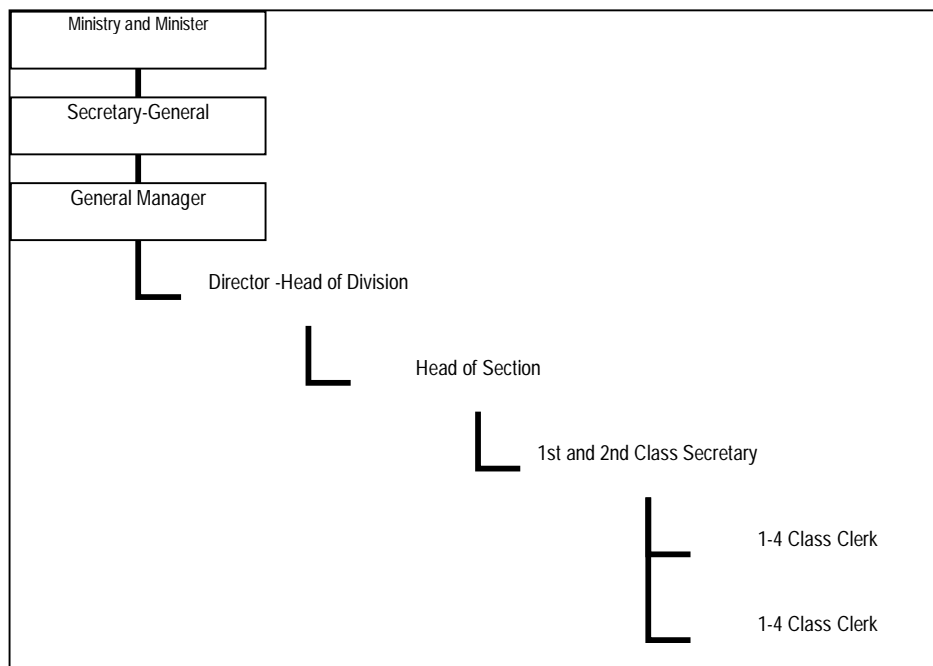 Ministry and Minister
Secretary-General
General Manager
Director -Head of Division
Head of Section
1st and 2nd Class Secretary
1-4 Class Clerk
1-4 Class Clerk